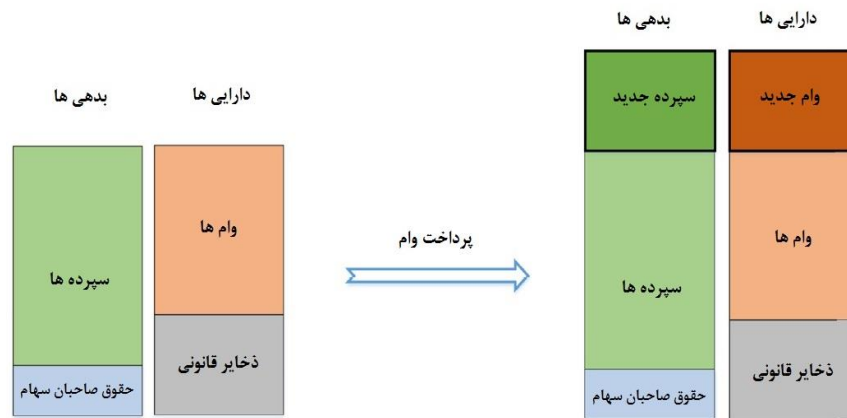 دارایی ها
بدهی ها
وام جدید
سپرده جدید
وام ها
سپرده ها
ذخایر قانونی
حقوق صاحبان سهام
پرداخت وام
دارایی ها
بدهی ها
وام ها
سپرده ها
ذخایر قانونی
حقوق صاحبان سهام